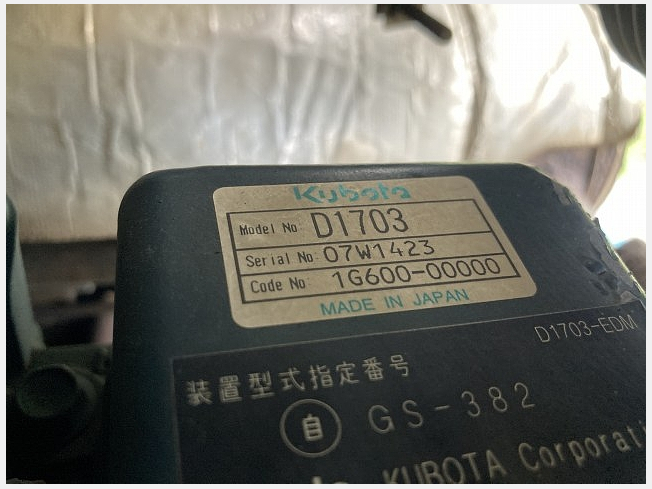 Kubota
Model No D1703
Serial No 07W1423
Code No 1G600-00000
MADE IN JAPAN
D1703-EDM
装置型式指定番号
自 GS-382
KUBOTA Corporati